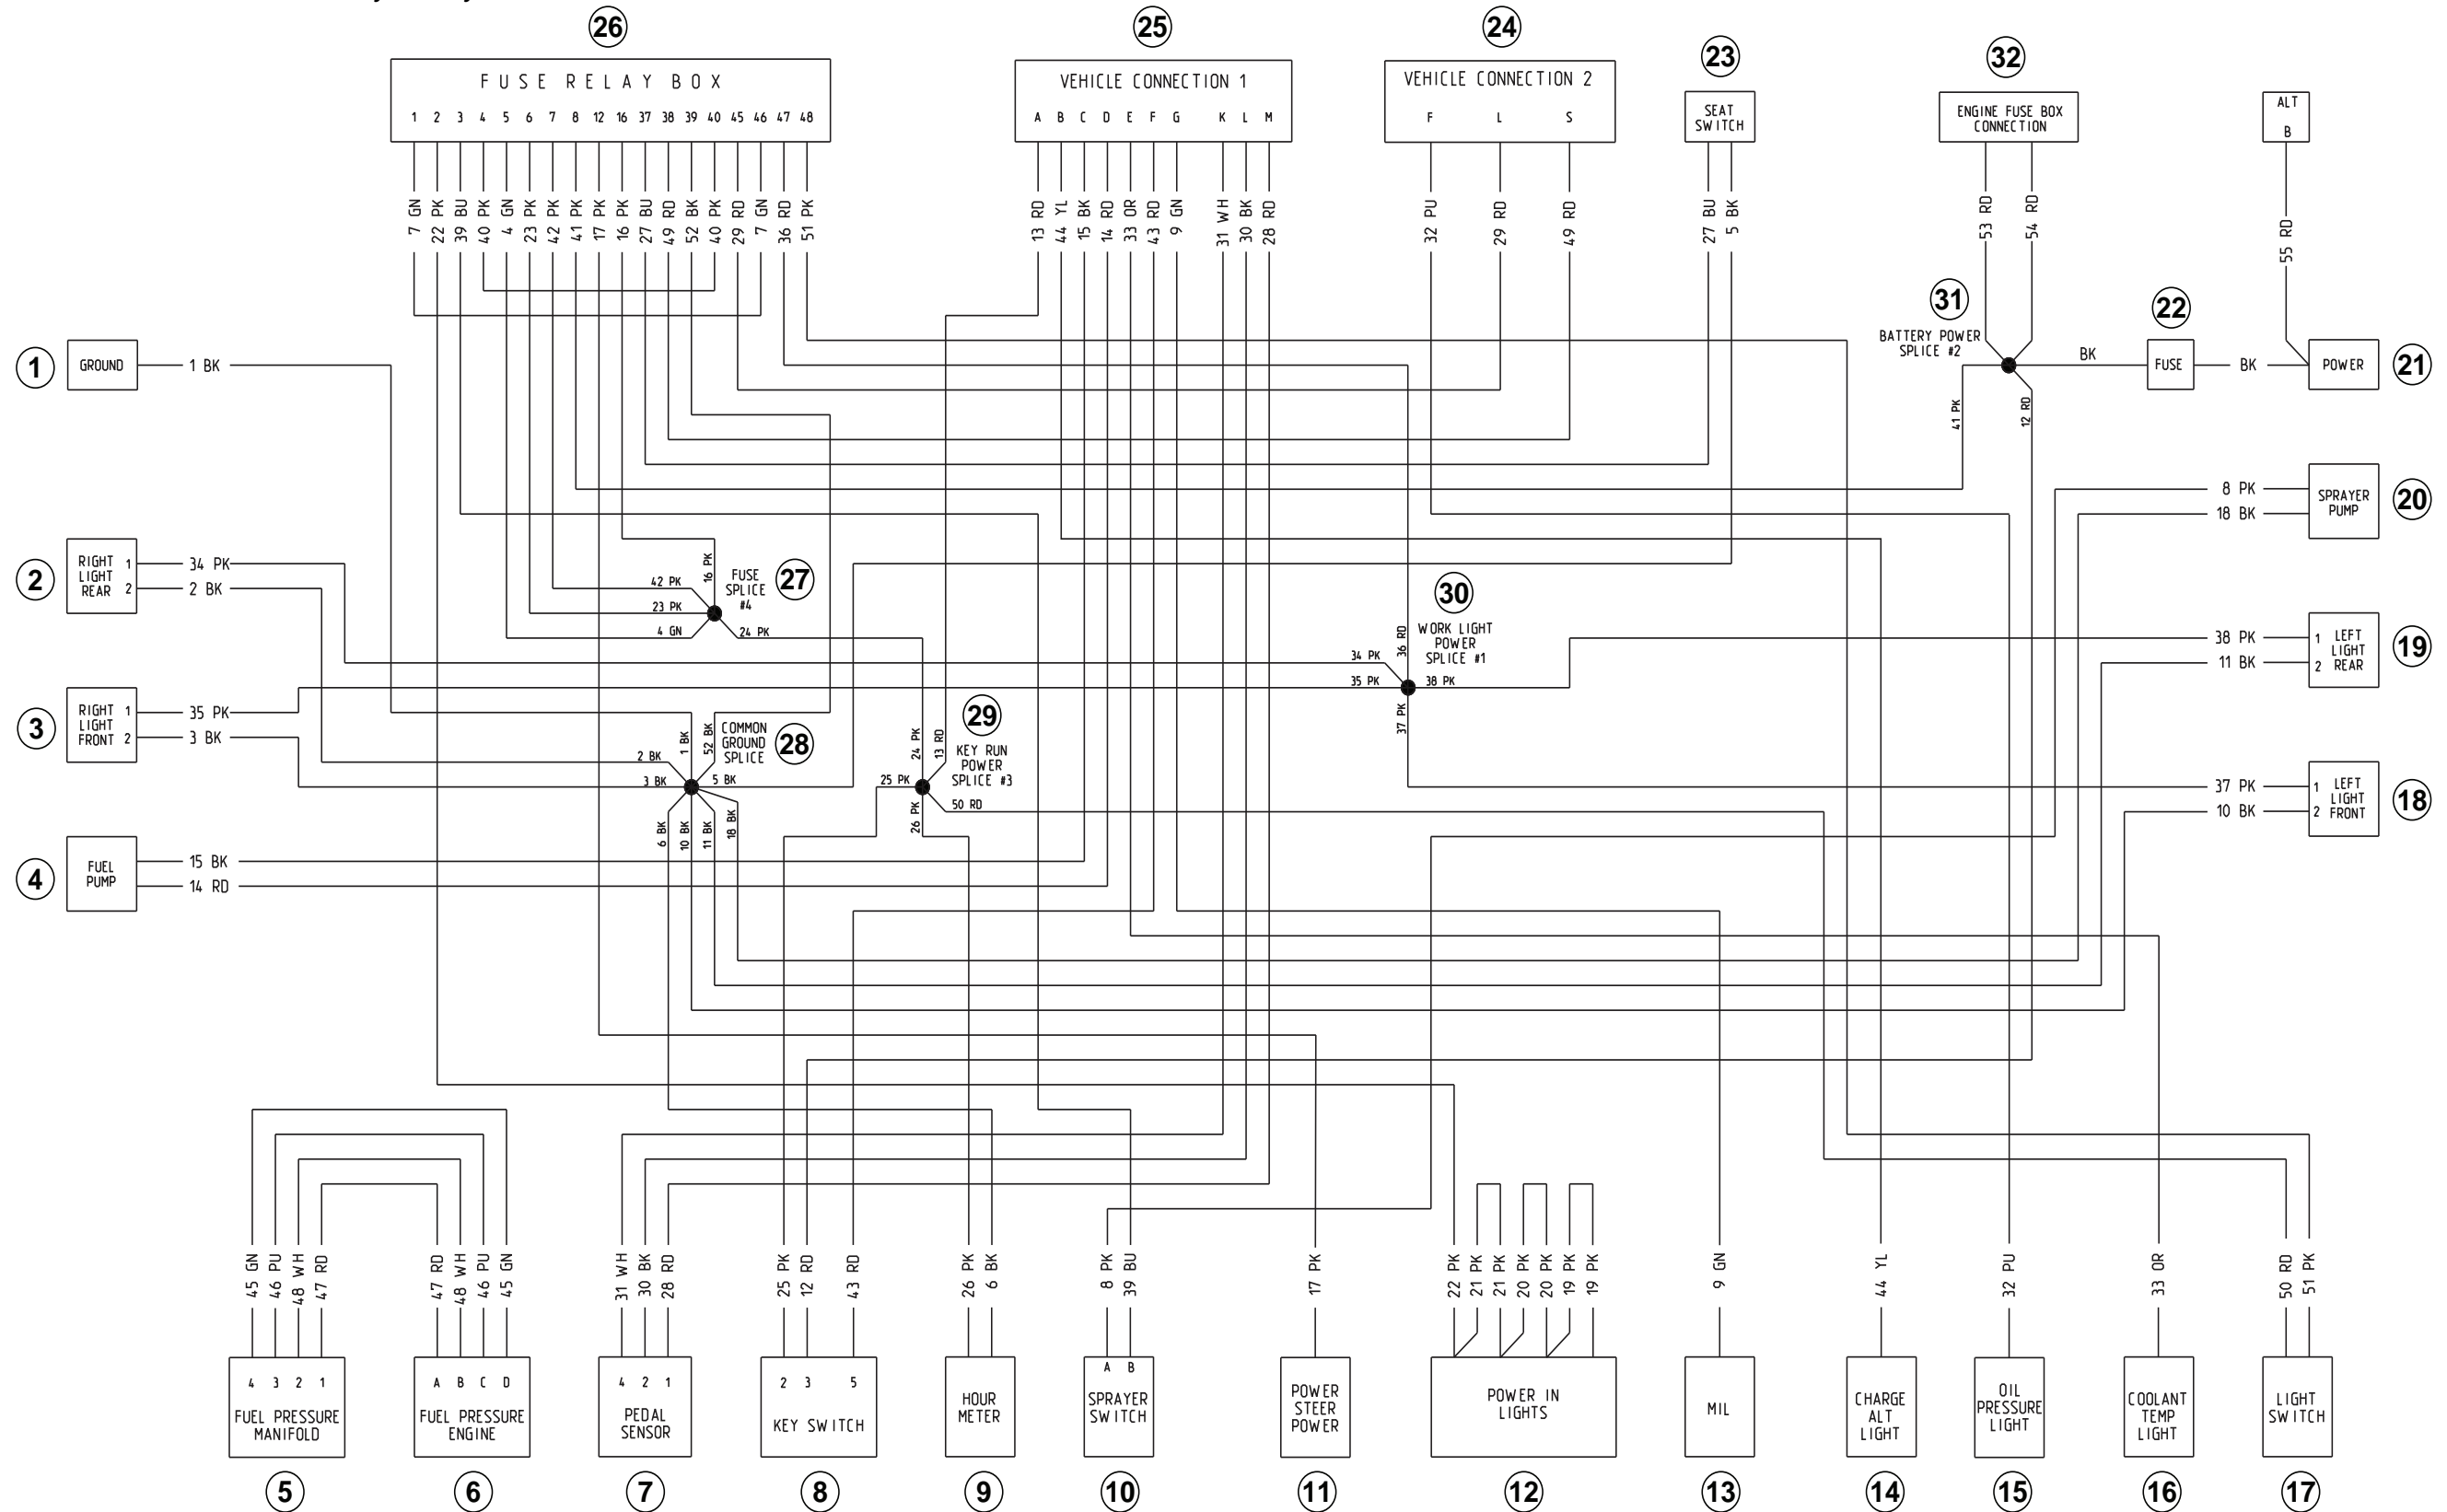 26
25
24
23
32
FUSE RELAY BOX
1 2 3 4 5 6 7 8 12 16 37 38 39 40 45 46 47 48
VEHICLE CONNECTION 1
A B C D E F G K L M
VEHICLE CONNECTION 2
F L S
SEAT
SWITCH
ENGINE FUSE BOX
CONNECTION
ALT
B
7 GN
22 PK
39 BU
40 PK
4 GN
23 PK
42 PK
41 PK
17 PK
16 PK
27 BU
49 RD
52 BK
40 PK
29 RD
7 GN
36 RD
51 PK
13 RD
44 YL
15 BK
14 RD
33 OR
43 RD
9 GN
31 WH
30 BK
28 RD
32 PU
29 RD
49 RD
27 BU
5 BK
53 RD
54 RD
55 RD
31
BATTERY POWER
SPLICE #2
22
BK
FUSE
BK
POWER
21
41 PK
12 RD
1
GROUND
1 BK
8 PK
18 BK
SPRAYER
PUMP
20
2
RIGHT 1
LIGHT
REAR 2
34 PK
2 BK
16 PK
42 PK
23 PK
4 GN
24 PK
FUSE
SPLICE
#4
27
30
WORK LIGHT
POWER
SPLICE #1
36 RD
34 PK
35 PK
38 PK
37 PK
38 PK
11 BK
1 LEFT
LIGHT
2 REAR
19
3
RIGHT 1
LIGHT
FRONT 2
35 PK
3 BK
1 BK
52 BK
COMMON
GROUND
SPLICE
28
2 BK
3 BK
5 BK
6 BK
10 BK
11 BK
18 BK
29
KEY RUN
POWER
SPLICE #3
24 PK
13 RD
25 PK
26 PK
50 RD
37 PK
10 BK
1 LEFT
LIGHT
2 FRONT
18
4
FUEL
PUMP
15 BK
14 RD
45 GN
46 PU
48 WH
47 RD
47 RD
48 WH
46 PU
45 GN
31 WH
30 BK
28 RD
25 PK
12 RD
43 RD
26 PK
6 BK
8 PK
39 BU
17 PK
22 PK
21 PK
21 PK
20 PK
20 PK
19 PK
19 PK
9 GN
44 YL
32 PU
33 OR
50 RD
51 PK
4 3 2 1
FUEL PRESSURE
MANIFOLD
A B C D
FUEL PRESSURE
ENGINE
4 2 1
PEDAL
SENSOR
2 3 5
KEY SWITCH
HOUR
METER
A B
SPRAYER
SWITCH
POWER
STEER
POWER
POWER IN
LIGHTS
MIL
CHARGE
ALT
LIGHT
OIL
PRESSURE
LIGHT
COOLANT
TEMP
LIGHT
LIGHT
SWITCH
5
6
7
8
9
10
11
12
13
14
15
16
17